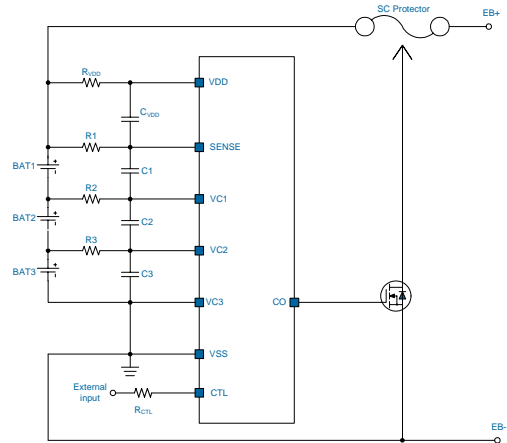 SC Protector
EB+
RVDD
VDD
CVDD
R1
SENSE
BAT1
C1
R2
VC1
BAT2
C2
R3
VC2
BAT3
C3
VC3
CO
VSS
External
input
CTL
RCTL
EB-